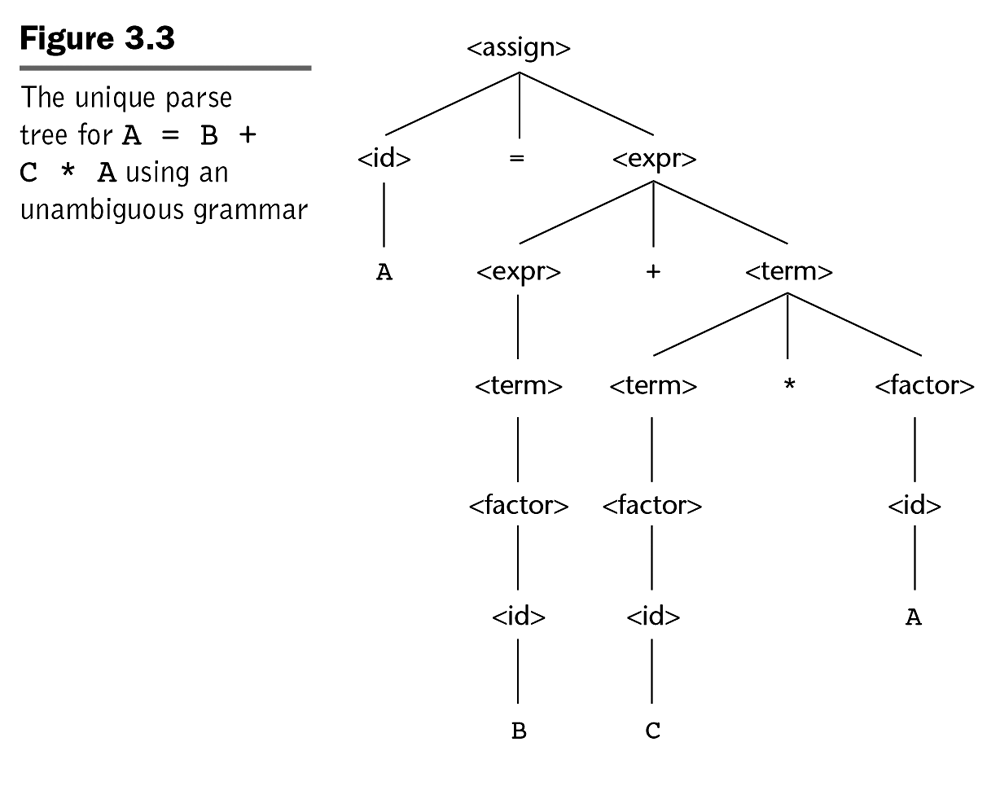 Figure 3.3
The unique parse
tree for A = B +
C * A using an
unambiguous grammar
<assign>
<id> = <expr>
A <expr> + <term>
<term> <term> * <factor>
<factor> <factor> <id>
<id> <id> A
B C